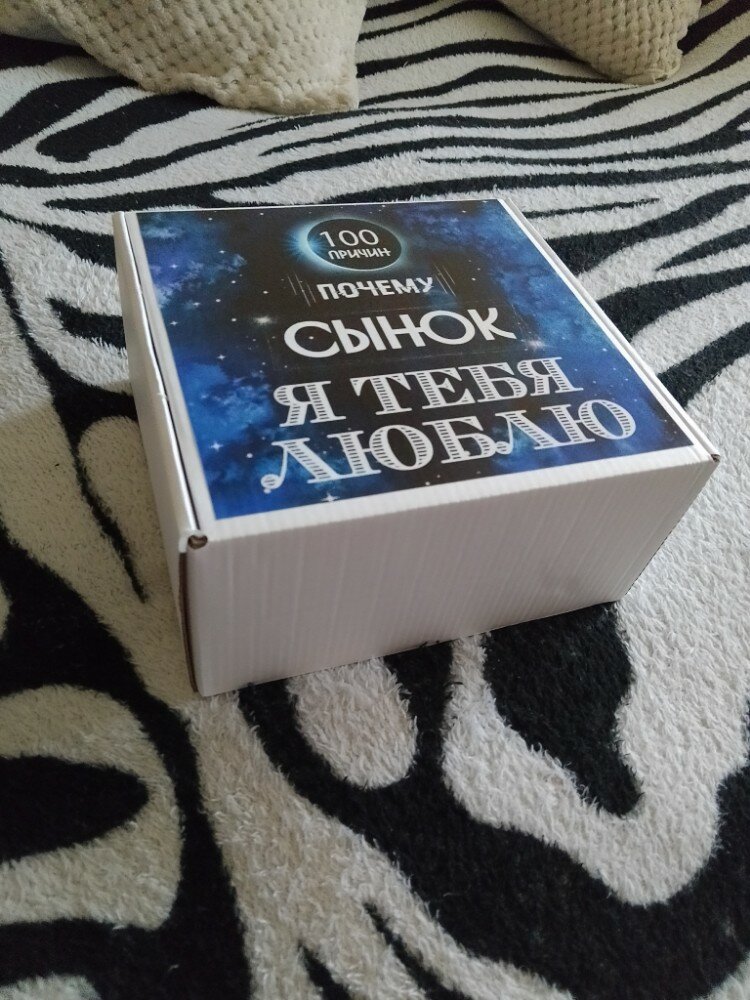 100
ПРИЧИН
ПОЧЕМУ
СЫНОК
Я ТЕБЯ
ЛЮБЛЮ